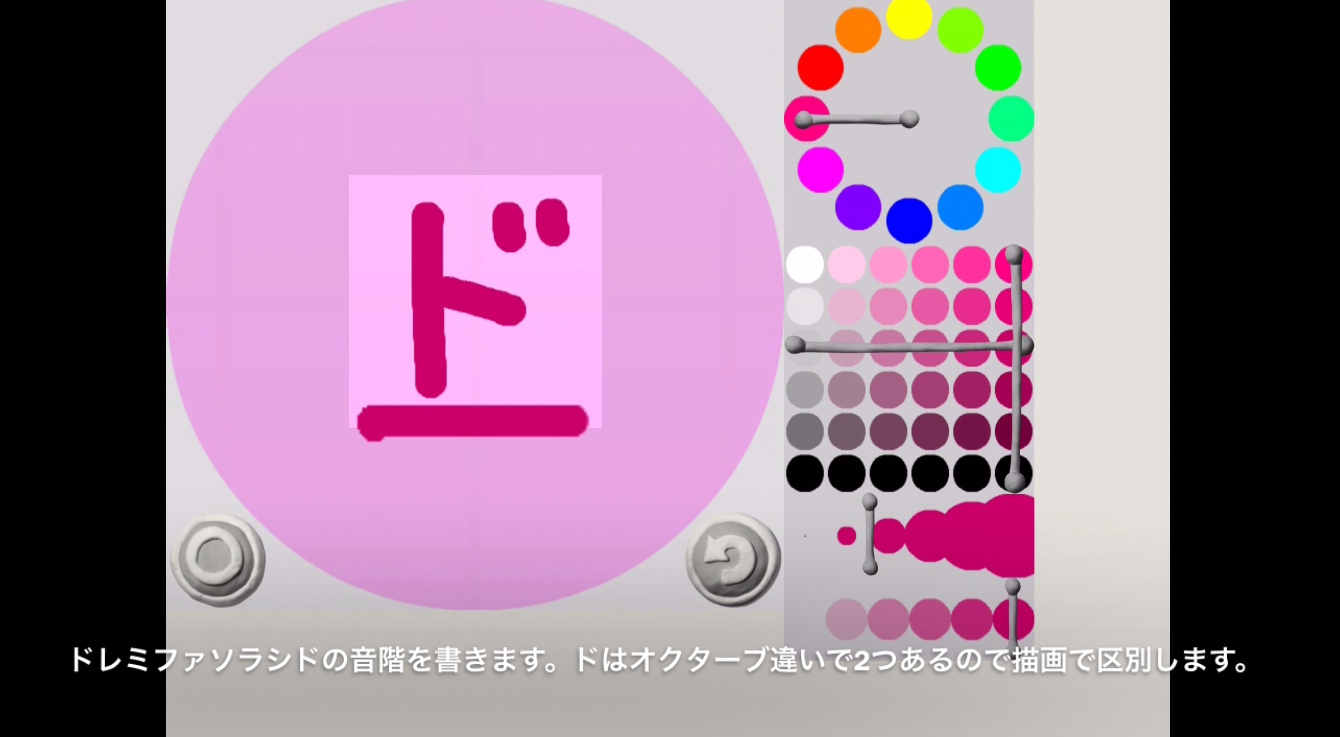 ド
ドレミファソラシドの音階を書きます。ドはオクターブ違いで2つあるので描画で区別します。